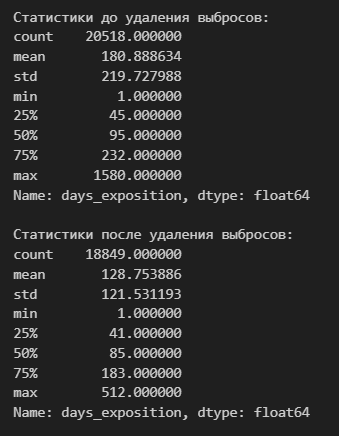 Статистики до удаления выбросов:
count    20518.000000
mean       180.888634
std        219.727988
min          1.000000
25%         45.000000
50%         95.000000
75%        232.000000
max       1580.000000
Name: days_exposition, dtype: float64

Статистики после удаления выбросов:
count    18849.000000
mean       128.753886
std        121.531193
min          1.000000
25%         41.000000
50%         85.000000
75%        183.000000
max        512.000000
Name: days_exposition, dtype: float64